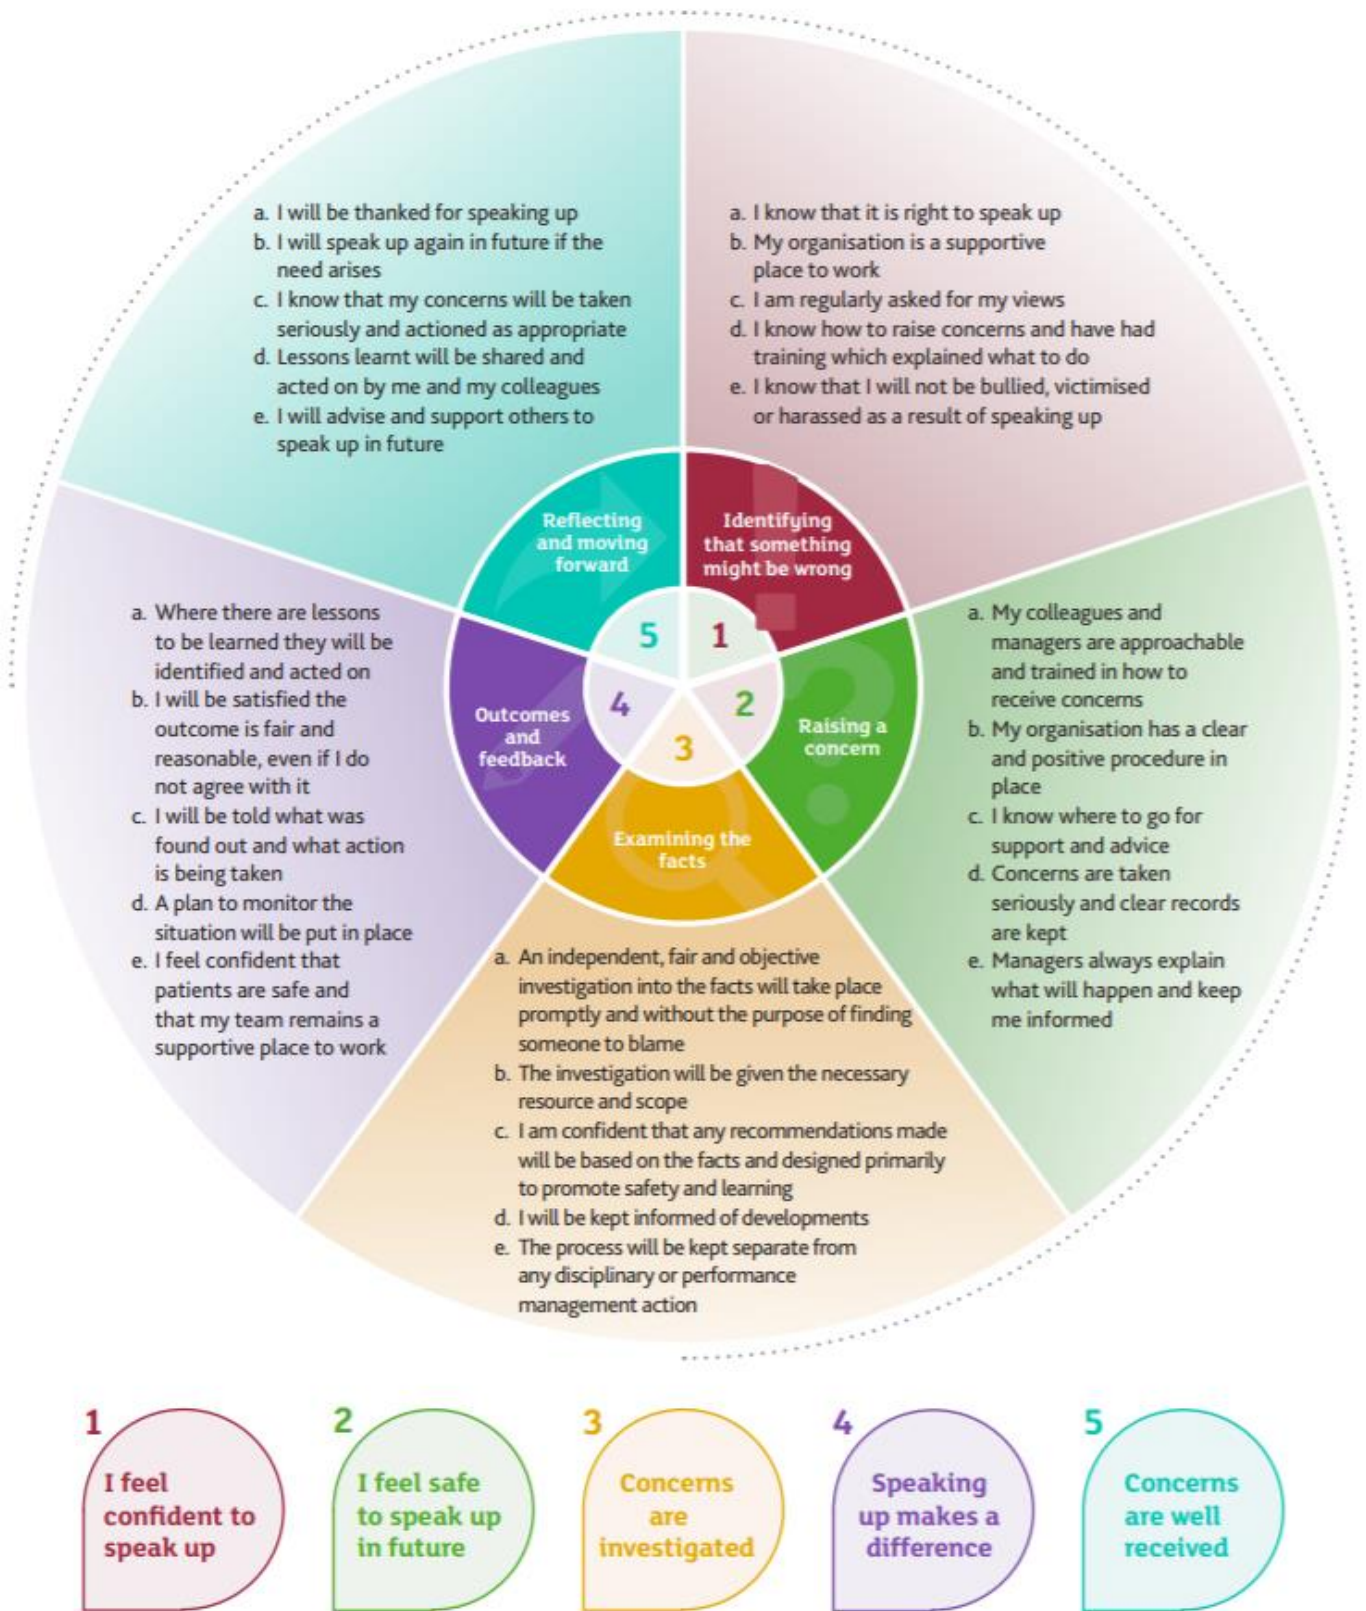 a. I will be thanked for speaking up
b. I will speak up again in future if the
need arises
c. I know that my concerns will be taken
seriously and actioned as appropriate
d. Lessons learnt will be shared and
acted on by me and my colleagues
e. I will advise and support others to
speak up in future
a. I know that it is right to speak up
b. My organisation is a supportive
place to work
c. I am regularly asked for my views
d. I know how to raise concerns and have had
training which explained what to do
e. I know that I will not be bullied, victimised
or harassed as a result of speaking up
Reflecting
and moving
forward
Identifying
that something
might be wrong
5
1
4
2
3
Outcomes
and
feedback
Raising a
concern
Examining the
facts
a. Where there are lessons
to be learned they will be
identified and acted on
b. I will be satisfied the
outcome is fair and
reasonable, even if I do
not agree with it
c. I will be told what was
found out and what action
is being taken
d. A plan to monitor the
situation will be put in place
e. I feel confident that
patients are safe and
that my team remains a
supportive place to work
a. My colleagues and
managers are approachable
and trained in how to
receive concerns
b. My organisation has a clear
and positive procedure in
place
c. I know where to go for
support and advice
d. Concerns are taken
seriously and clear records
are kept
e. Managers always explain
what will happen and keep
me informed
a. An independent, fair and objective
investigation into the facts will take place
promptly and without the purpose of finding
someone to blame
b. The investigation will be given the necessary
resource and scope
c. I am confident that any recommendations made
will be based on the facts and designed primarily
to promote safety and learning
d. I will be kept informed of developments
e. The process will be kept separate from
any disciplinary or performance
management action
1
I feel
confident to
speak up
2
I feel safe
to speak up
in future
3
Concerns
are
investigated
4
Speaking
up makes a
difference
5
Concerns
are well
received